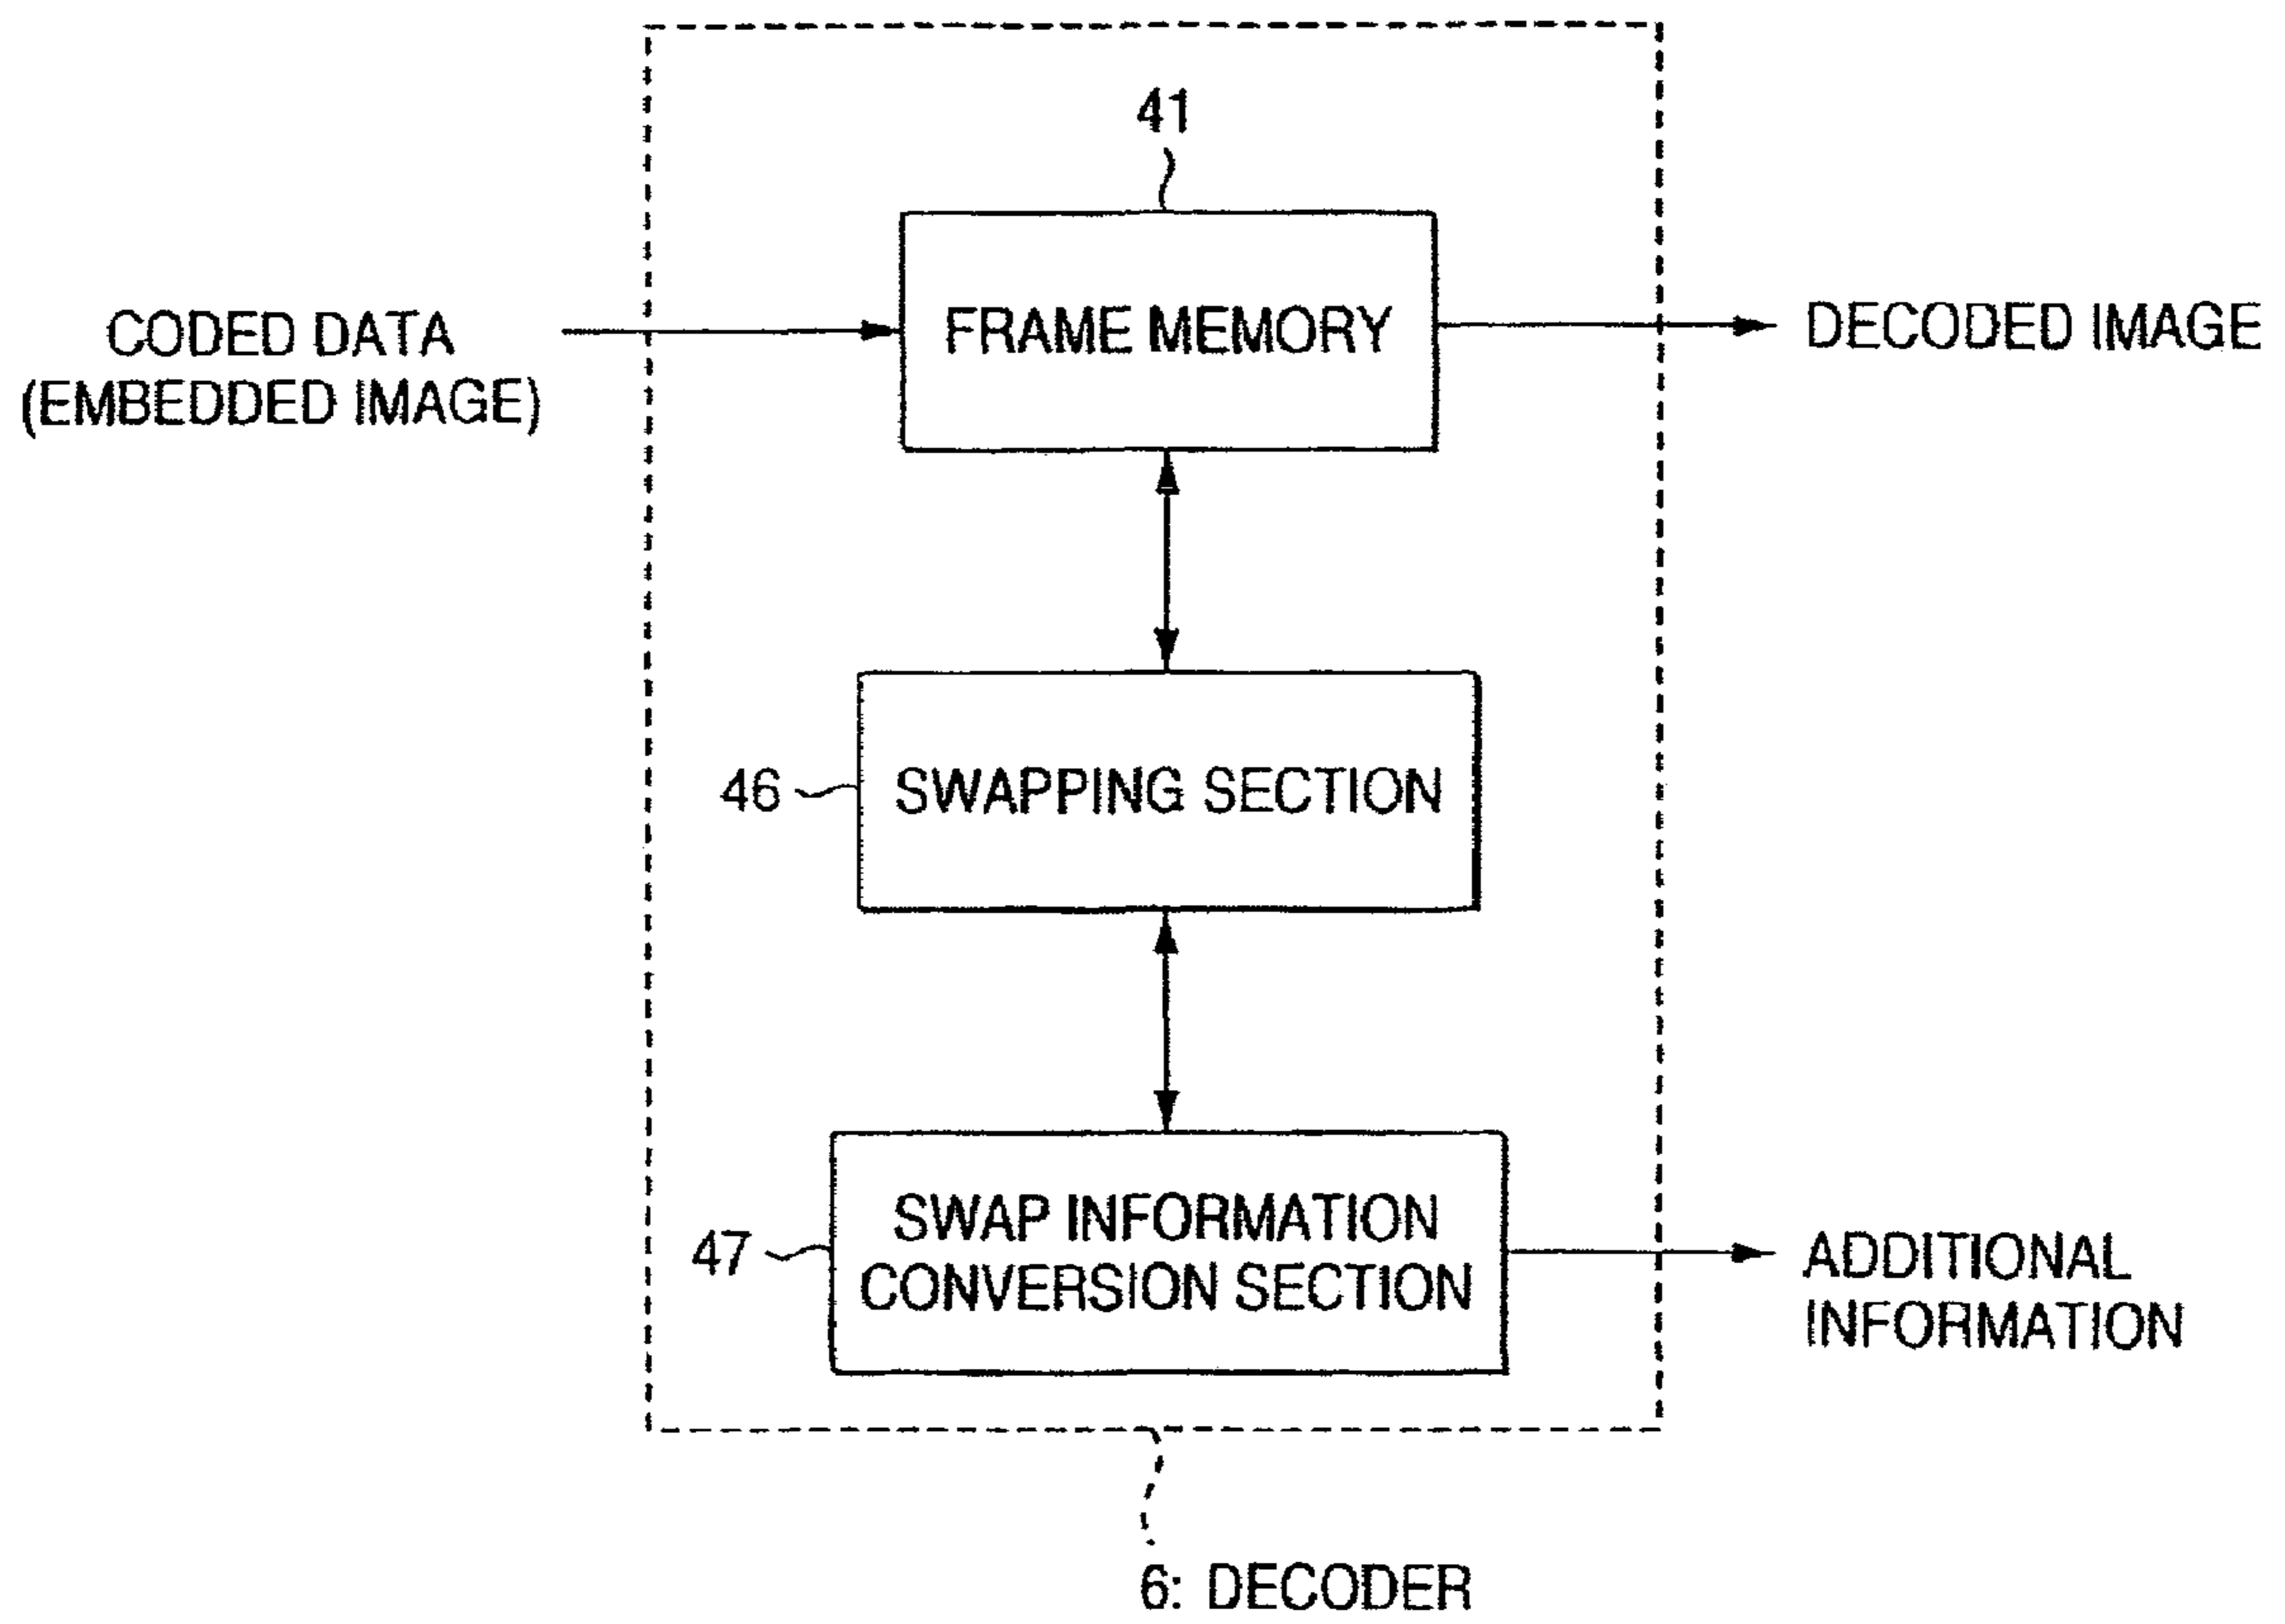 41
FRAME MEMORY
CODED DATA
(EMBEDDED IMAGE)
DECODED IMAGE
46
SWAPPING SECTION
47
SWAP INFORMATION
CONVERSION SECTION
ADDITIONAL
INFORMATION
6: DECODER